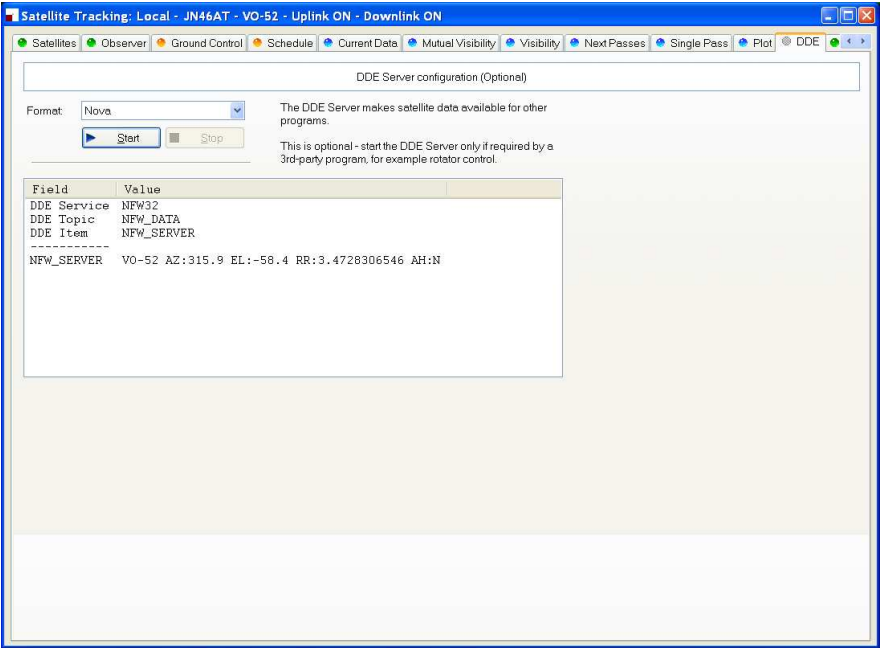 Satellite Tracking: Local - JN46AT - VO-52 - Uplink ON - Downlink ON
Satellites Observer Ground Control Schedule Current Data Mutual Visibility Visibility Next Passes Single Pass Plot DDE
DDE Server configuration (Optional)
Format: Nova
Start Stop
The DDE Server makes satellite data available for other
programs.
This is optional - start the DDE Server only if required by a
3rd-party program, for example rotator control.
Field Value
DDE Service NFW32
DDE Topic NFW_DATA
DDE Item NFW_SERVER
-----------
NFW_SERVER VO-52 AZ:315.9 EL:-58.4 RR:3.4728306546 AH:N